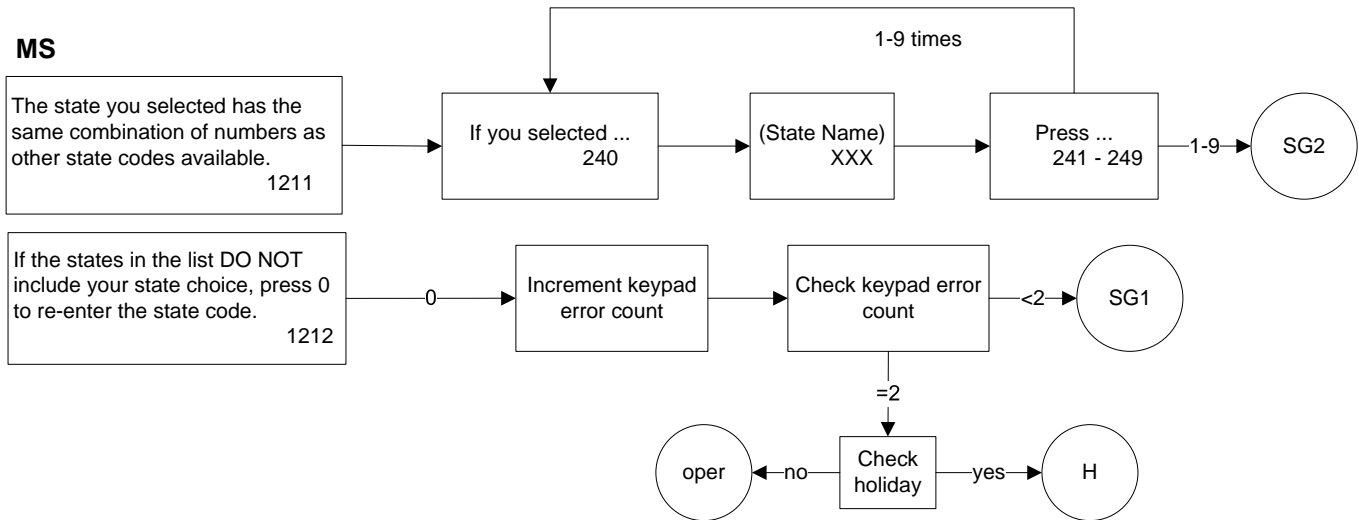 MS
1-9 times
The state you selected has the
same combination of numbers as
other state codes available.
1211
If you selected ...
240
(State Name)
XXX
Press ...
241 - 249
1-9
SG2
If the states in the list DO NOT
include your state choice, press 0
to re-enter the state code.
1212
0
Increment keypad
error count
Check keypad error
count
<2
SG1
=2
oper
no
Check
holiday
yes
H